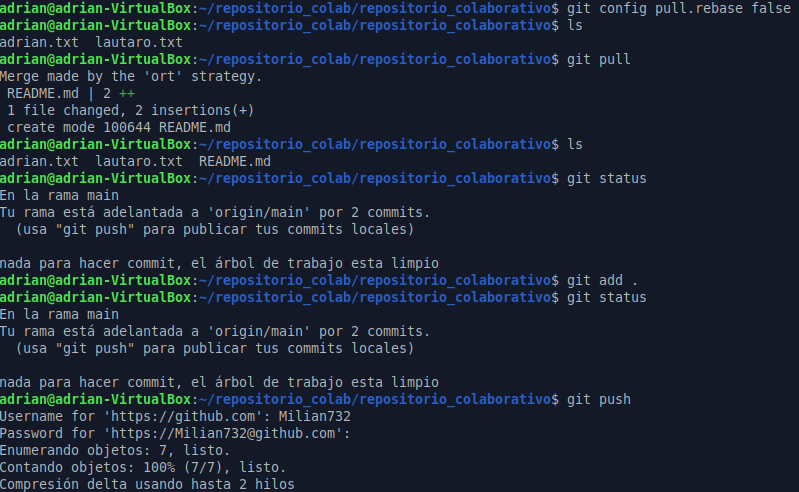 adrian@adrian-VirtualBox:~/repositorio_colab/repositorio_colaborativo$ git config pull.rebase false
adrian@adrian-VirtualBox:~/repositorio_colab/repositorio_colaborativo$ ls
adrian.txt  lautaro.txt
adrian@adrian-VirtualBox:~/repositorio_colab/repositorio_colaborativo$ git pull
Merge made by the 'ort' strategy.
 README.md | 2 ++
 1 file changed, 2 insertions(+)
 create mode 100644 README.md
adrian@adrian-VirtualBox:~/repositorio_colab/repositorio_colaborativo$ ls
adrian.txt  lautaro.txt  README.md
adrian@adrian-VirtualBox:~/repositorio_colab/repositorio_colaborativo$ git status
En la rama main
Tu rama está adelantada a 'origin/main' por 2 commits.
  (usa "git push" para publicar tus commits locales)

nada para hacer commit, el árbol de trabajo esta limpio
adrian@adrian-VirtualBox:~/repositorio_colab/repositorio_colaborativo$ git add .
adrian@adrian-VirtualBox:~/repositorio_colab/repositorio_colaborativo$ git status
En la rama main
Tu rama está adelantada a 'origin/main' por 2 commits.
  (usa "git push" para publicar tus commits locales)

nada para hacer commit, el árbol de trabajo esta limpio
adrian@adrian-VirtualBox:~/repositorio_colab/repositorio_colaborativo$ git push
Username for 'https://github.com': Milian732
Password for 'https://Milian732@github.com':
Enumerando objetos: 7, listo.
Contando objetos: 100% (7/7), listo.
Compresión delta usando hasta 2 hilos